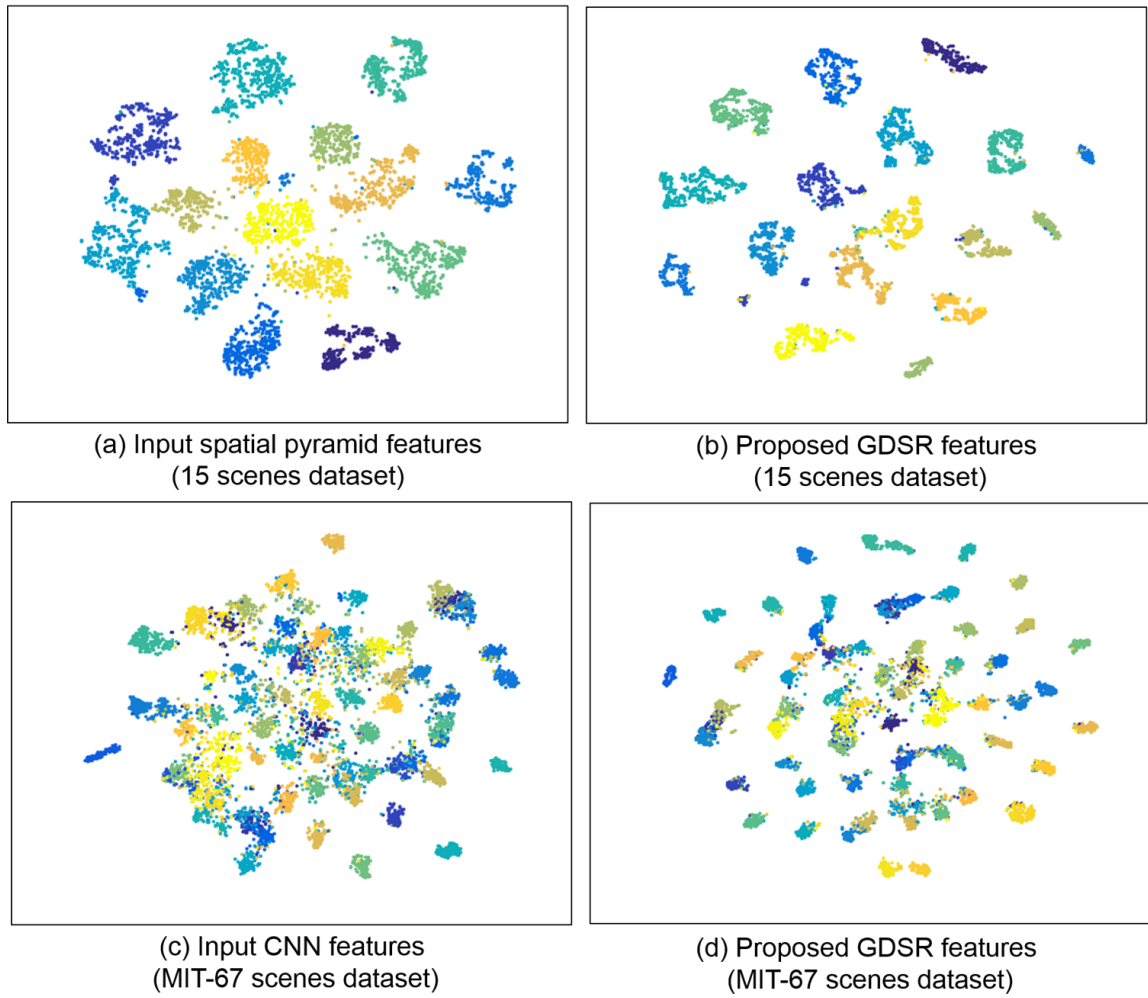 (a) Input spatial pyramid features
(15 scenes dataset)
(b) Proposed GDSR features
(15 scenes dataset)
(c) Input CNN features
(MIT-67 scenes dataset)
(d) Proposed GDSR features
(MIT-67 scenes dataset)